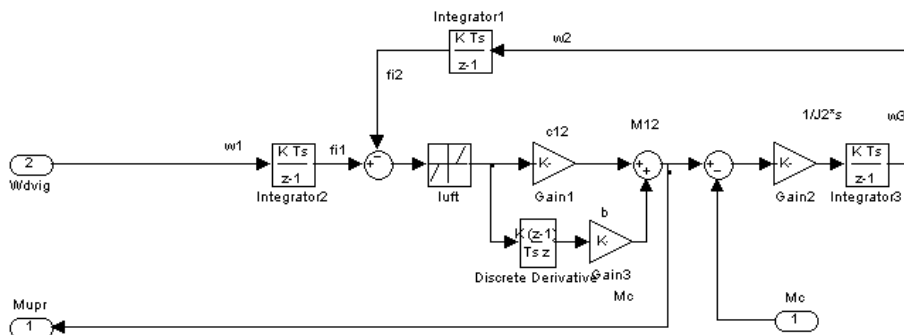 Integrator1
K Ts
z-1
w2
fi2
1/J2*s
w3
c12
M12
w1
K Ts
z-1
fi1
+
−
K-
+
+
+
−
K-
K Ts
z-1
2
Wdvig
Integrator2
luft
Gain1
Gain2
Integrator3
b
K (z-1)
Ts z
K-
Discrete Derivative
Gain3
Mc
Mupr
1
Mc
1